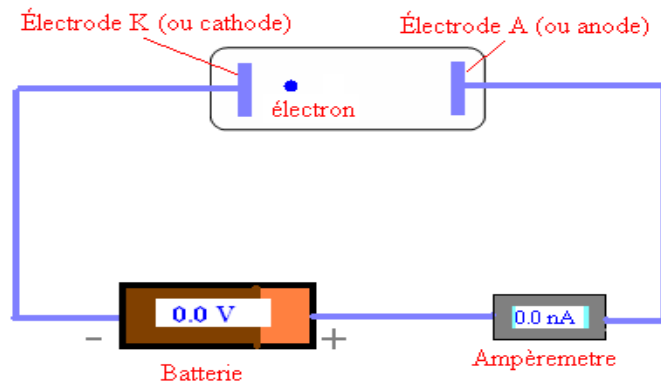 Électrode K (ou cathode)
Électrode A (ou anode)
électron
0.0 V
0.0 nA
- +
Batterie
Ampèremetre